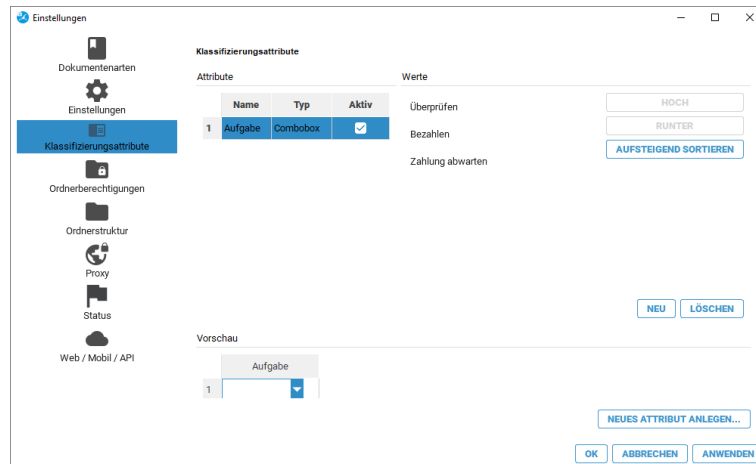 Einstellungen
Dokumentenarten
Einstellungen
Klassifizierungsattribute
Ordnerberechtigungen
Ordnerstruktur
Proxy
Status
Web / Mobil / API
Klassifizierungsattribute
Attribute
Name Typ Aktiv
1 Aufgabe Combobox
Werte
Überprüfen
Bezahlen
Zahlung abwarten
HOCH
RUNTER
AUFSTEIGEND SORTIEREN
NEU LÖSCHEN
Vorschau
Aufgabe
1
NEUES ATTRIBUT ANLEGEN...
OK ABBRECHEN ANWENDEN